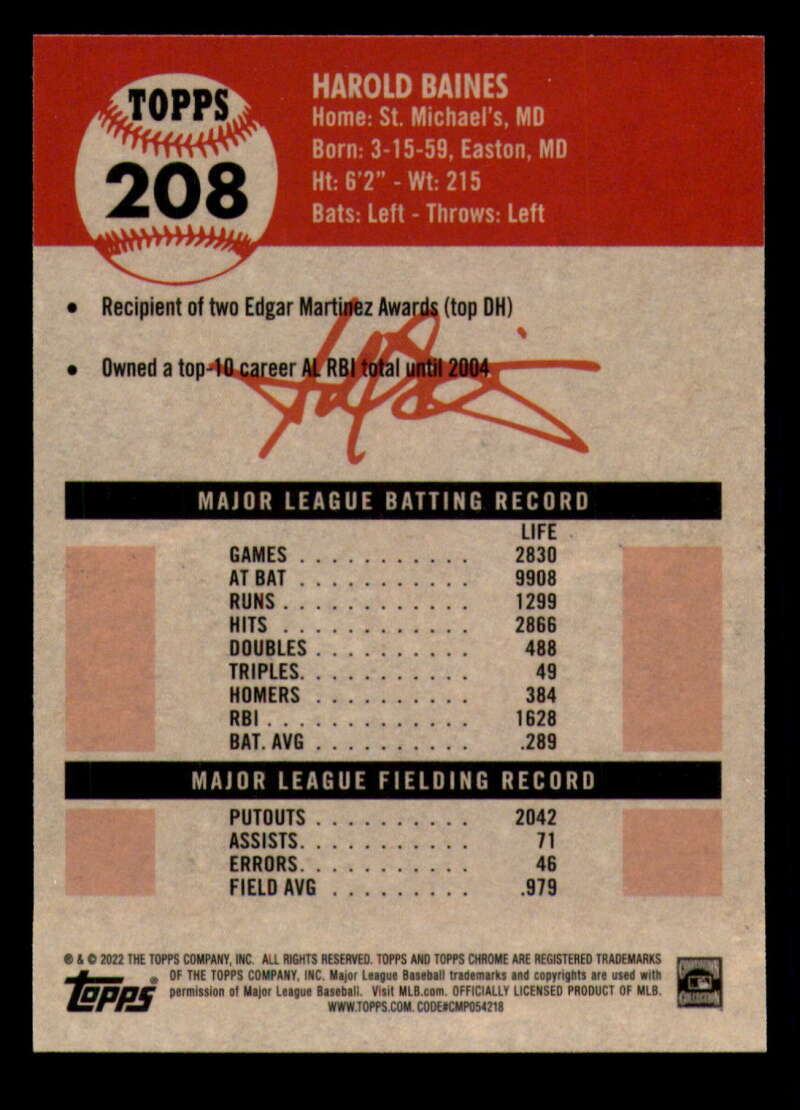 TOPPS
208
HAROLD BAINES
Home: St. Michael's, MD
Born: 3-15-59, Easton, MD
Ht: 6'2" - Wt: 215
Bats: Left - Throws: Left
• Recipient of two Edgar Martinez Awards (top DH)
• Owned a top-10 career AL RBI total until 2004
MAJOR LEAGUE BATTING RECORD
LIFE
GAMES . . . . . . . . . . . 2830
AT BAT . . . . . . . . . . . 9908
RUNS . . . . . . . . . . . . 1299
HITS . . . . . . . . . . . . 2866
DOUBLES . . . . . . . . . . 488
TRIPLES. . . . . . . . . . . 49
HOMERS . . . . . . . . . . 384
RBI . . . . . . . . . . . . . 1628
BAT. AVG . . . . . . . . . . .289
MAJOR LEAGUE FIELDING RECORD
PUTOUTS . . . . . . . . . . 2042
ASSISTS. . . . . . . . . . . 71
ERRORS. . . . . . . . . . . 46
FIELD AVG . . . . . . . . . .979
® & © 2022 THE TOPPS COMPANY, INC. ALL RIGHTS RESERVED. TOPPS AND TOPPS CHROME ARE REGISTERED TRADEMARKS
OF THE TOPPS COMPANY, INC. Major League Baseball trademarks and copyrights are used with
permission of Major League Baseball. Visit MLB.com. OFFICIALLY LICENSED PRODUCT OF MLB.
WWW.TOPPS.COM. CODE#CMP054218
TOPPS®
COOPERSTOWN
COLLECTION